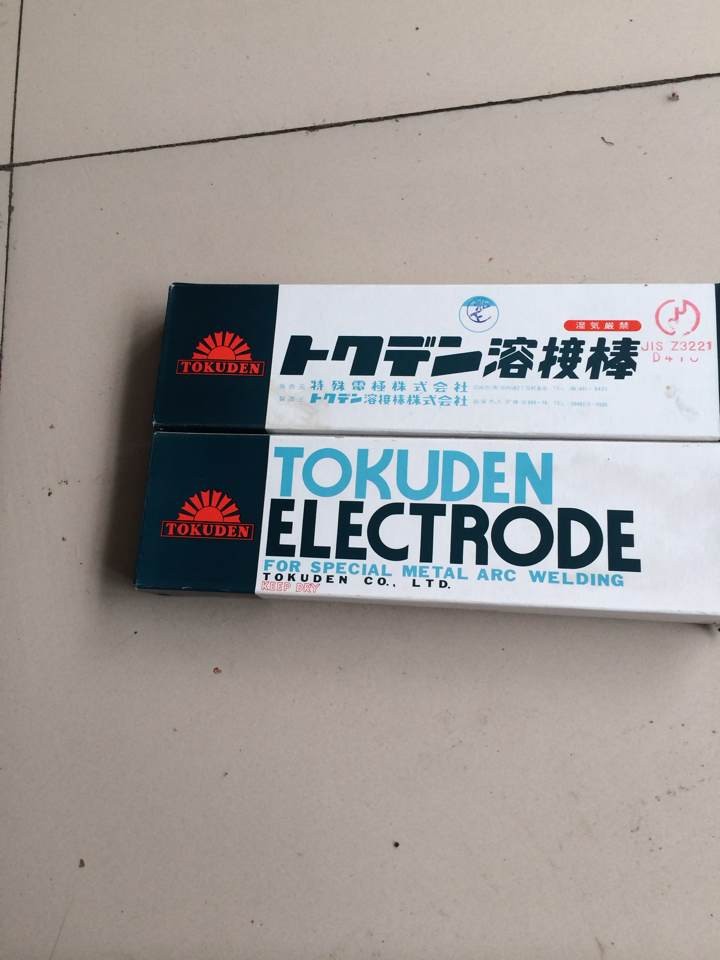 TOKUDEN
湿気厳禁
JIS Z3221
D410
トクデン溶接棒
特殊電極株式会社
トクデン溶接棒株式会社
TOKUDEN
TOKUDEN
ELECTRODE
FOR SPECIAL METAL ARC WELDING
TOKUDEN CO., LTD.
KEEP DRY